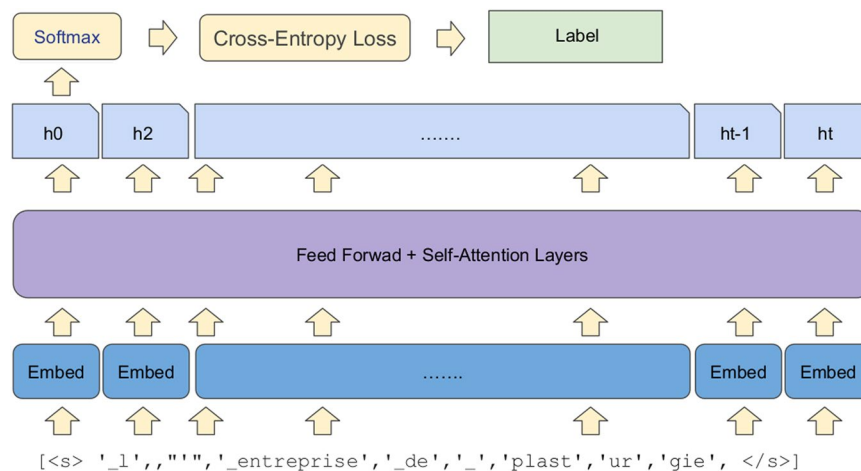 Softmax Cross-Entropy Loss Label
h0 h2 ....... ht-1 ht
Feed Forwad + Self-Attention Layers
Embed Embed ....... Embed Embed
[<s> '_l',,"'",'_entreprise','_de','_','plast','ur','gie', </s>]